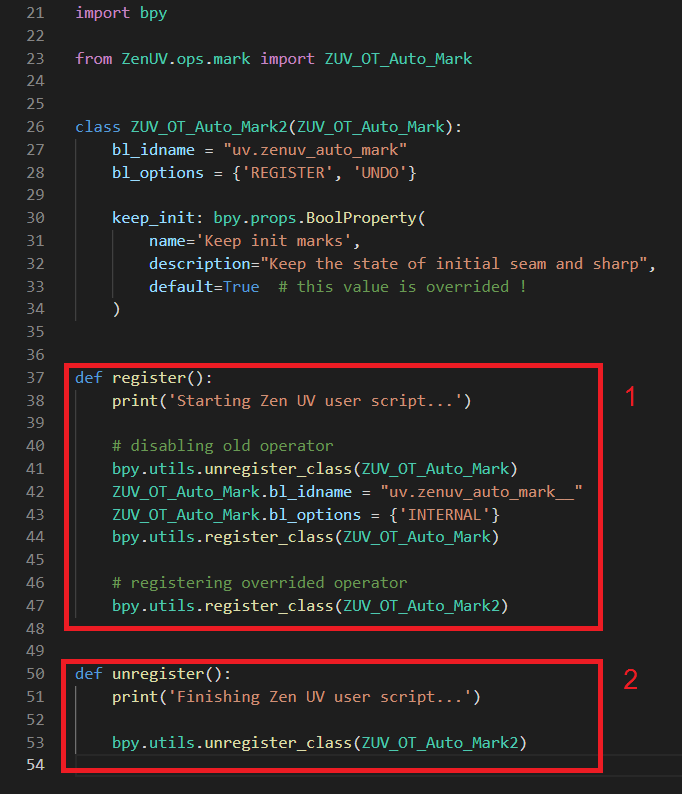 21 import bpy
22
23 from ZenUV.ops.mark import ZUV_OT_Auto_Mark
24
25
26 class ZUV_OT_Auto_Mark2(ZUV_OT_Auto_Mark):
27     bl_idname = "uv.zenuv_auto_mark"
28     bl_options = {'REGISTER', 'UNDO'}
29
30     keep_init: bpy.props.BoolProperty(
31         name='Keep init marks',
32         description="Keep the state of initial seam and sharp",
33         default=True  # this value is overrided !
34     )
35
36
37 def register():
1
38     print('Starting Zen UV user script...')
39
40     # disabling old operator
41     bpy.utils.unregister_class(ZUV_OT_Auto_Mark)
42     ZUV_OT_Auto_Mark.bl_idname = "uv.zenuv_auto_mark__"
43     ZUV_OT_Auto_Mark.bl_options = {'INTERNAL'}
44     bpy.utils.register_class(ZUV_OT_Auto_Mark)
45
46     # registering overrided operator
47     bpy.utils.register_class(ZUV_OT_Auto_Mark2)
48
49
50 def unregister():
2
51     print('Finishing Zen UV user script...')
52
53     bpy.utils.unregister_class(ZUV_OT_Auto_Mark2)
54